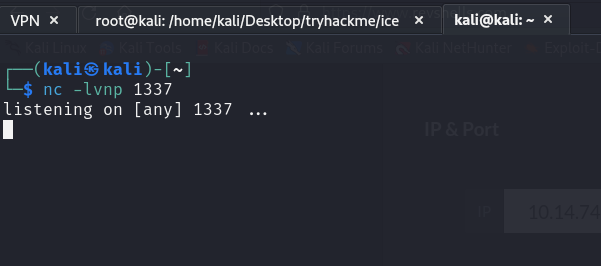 VPN × root@kali: /home/kali/Desktop/tryhackme/ice × kali@kali: ~ ×
Kali Linux Kali Tools Kali Docs Kali Forums Kali NetHunter Exploit-D
┌──(kali㉿kali)-[~]
└─$ nc -lvnp 1337
listening on [any] 1337 ...
IP & Port
IP 10.14.74